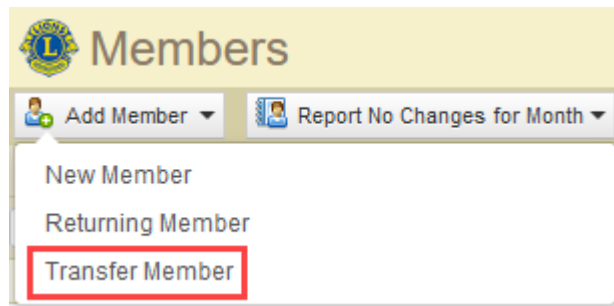 L
Members
Add Member
Report No Changes for Month
New Member
Returning Member
Transfer Member